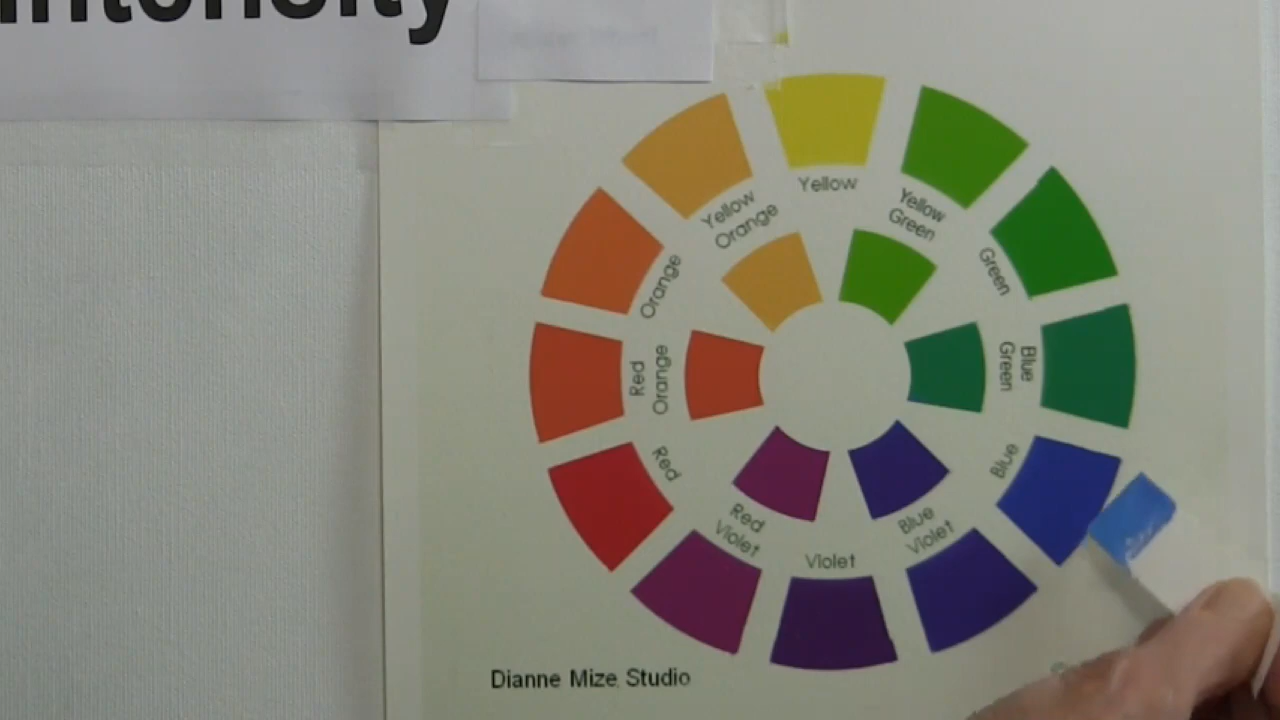 Intensity
Yellow
Yellow
Green
Green
Blue
Green
Blue
Blue
Violet
Violet
Red
Violet
Red
Red
Orange
Orange
Yellow
Orange
Dianne Mize Studio